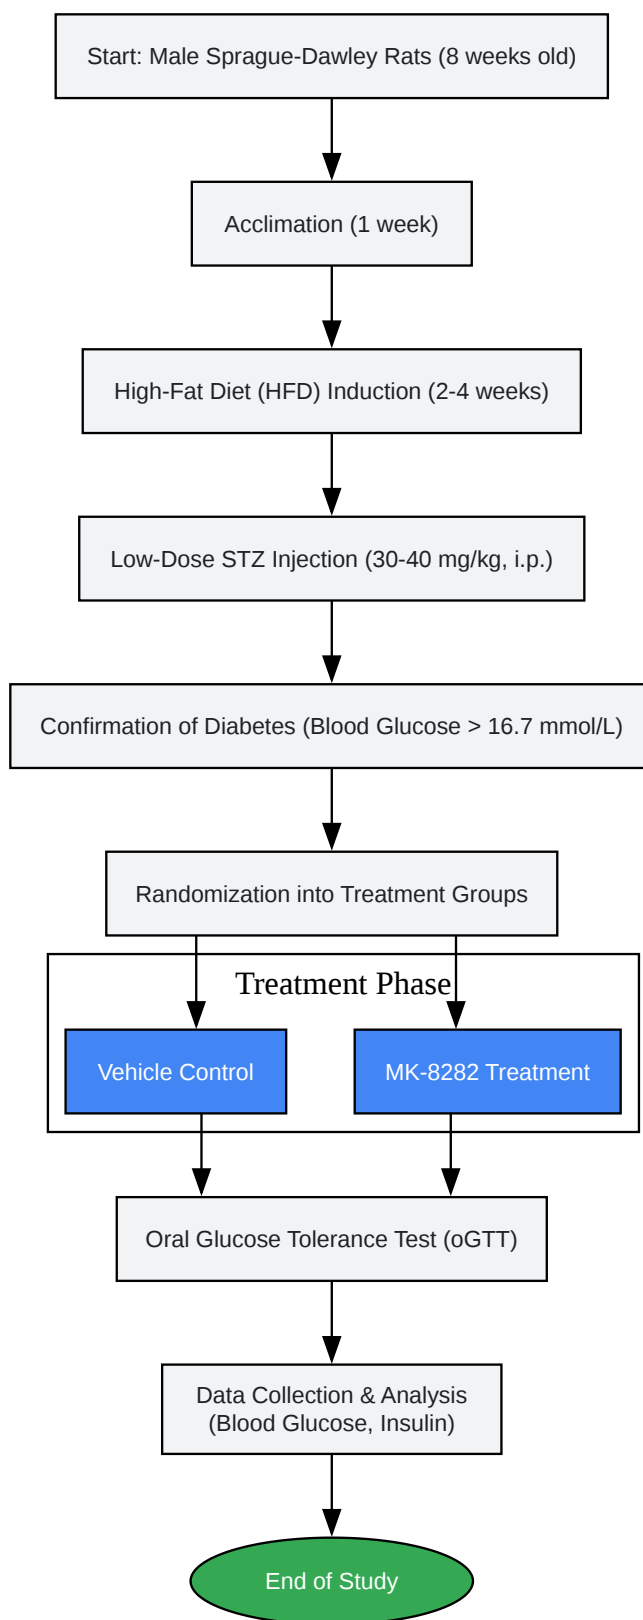 Start: Male Sprague-Dawley Rats (8 weeks old)
Acclimation (1 week)
High-Fat Diet (HFD) Induction (2-4 weeks)
Low-Dose STZ Injection (30-40 mg/kg, i.p.)
Confirmation of Diabetes (Blood Glucose > 16.7 mmol/L)
Randomization into Treatment Groups
Treatment Phase
Vehicle Control
MK-8282 Treatment
Oral Glucose Tolerance Test (oGTT)
Data Collection & Analysis
(Blood Glucose, Insulin)
End of Study